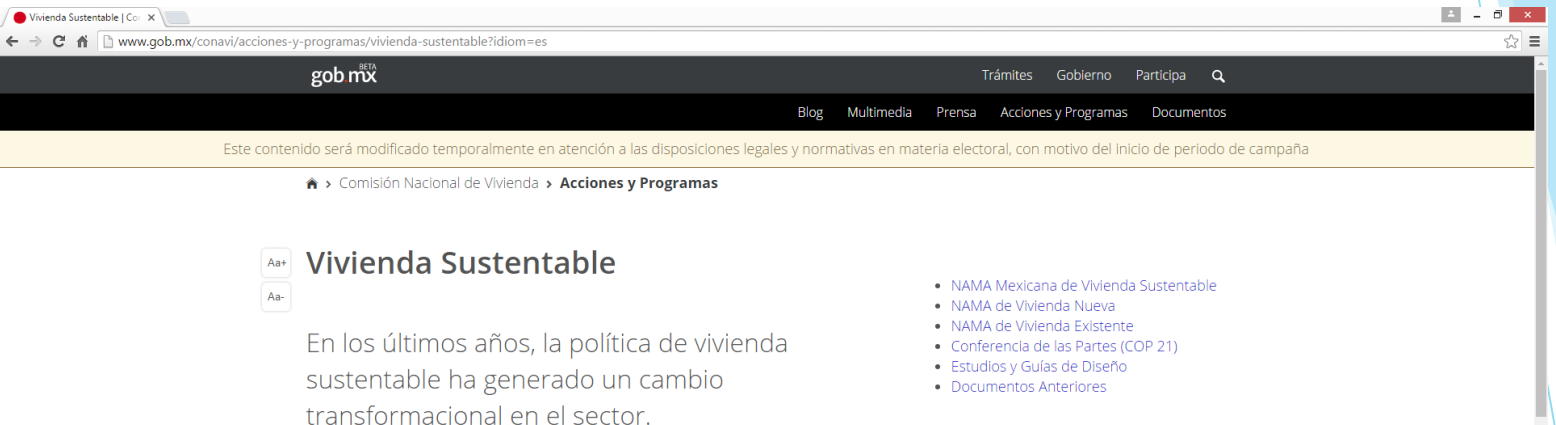 Vivienda Sustentable | Co
www.gob.mx/conavi/acciones-y-programas/vivienda-sustentable?idiom=es
gob.mx BETA
Trámites Gobierno Participa
Blog Multimedia Prensa Acciones y Programas Documentos
Este contenido será modificado temporalmente en atención a las disposiciones legales y normativas en materia electoral, con motivo del inicio de periodo de campaña
> Comisión Nacional de Vivienda > Acciones y Programas
Aa+
Aa-
Vivienda Sustentable
En los últimos años, la política de vivienda
sustentable ha generado un cambio
transformacional en el sector.
• NAMA Mexicana de Vivienda Sustentable
• NAMA de Vivienda Nueva
• NAMA de Vivienda Existente
• Conferencia de las Partes (COP 21)
• Estudios y Guías de Diseño
• Documentos Anteriores